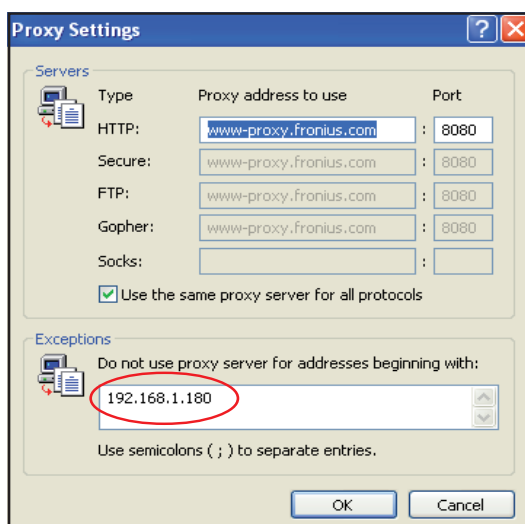 Proxy Settings
Servers
Type Proxy address to use Port
HTTP: www-proxy.fronius.com : 8080
Secure: www-proxy.fronius.com : 8080
FTP: www-proxy.fronius.com : 8080
Gopher: www-proxy.fronius.com : 8080
Socks: :
Use the same proxy server for all protocols
Exceptions
Do not use proxy server for addresses beginning with:
192.168.1.180
Use semicolons ( ; ) to separate entries.
OK Cancel